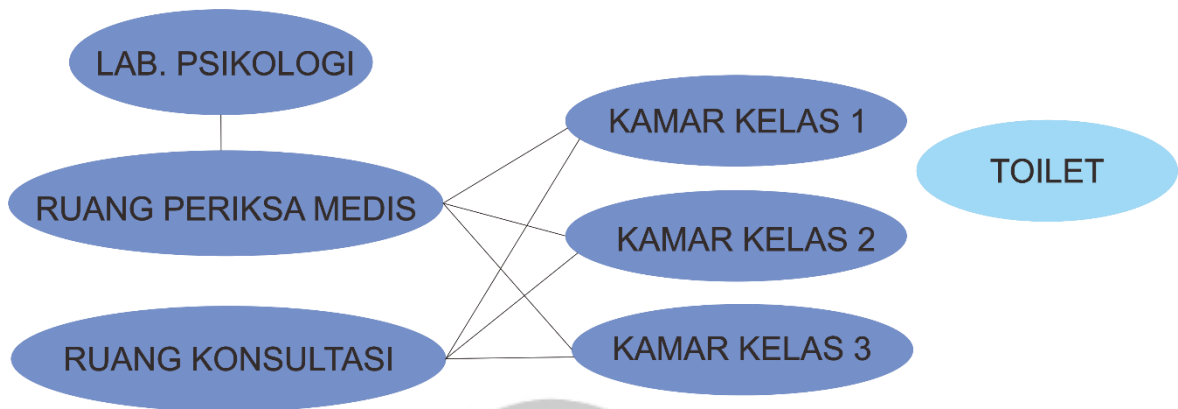 LAB. PSIKOLOGI
RUANG PERIKSA MEDIS
RUANG KONSULTASI
KAMAR KELAS 1
KAMAR KELAS 2
KAMAR KELAS 3
TOILET